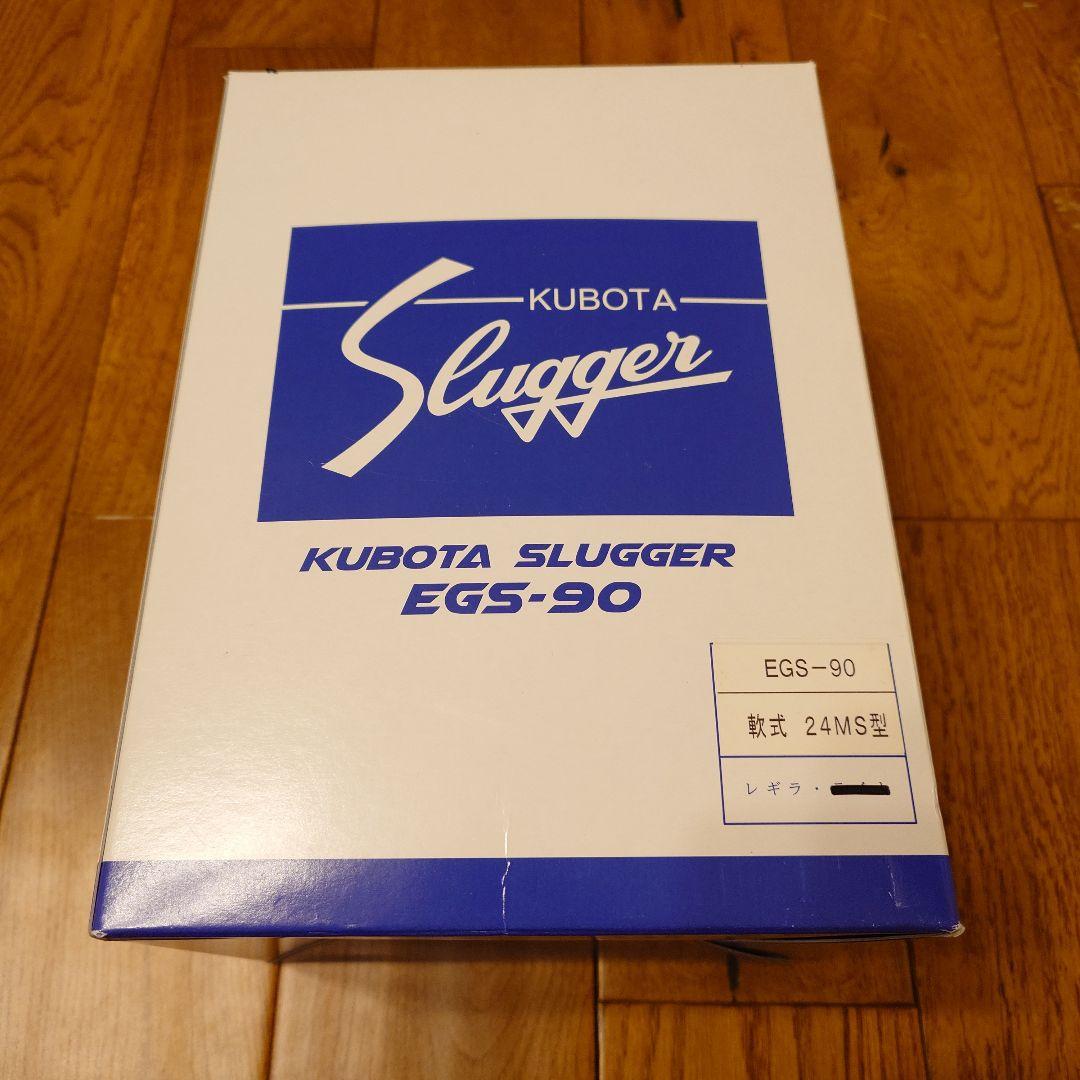 KUBOTA
Slugger
KUBOTA SLUGGER
EGS-90
EGS-90
軟式 24MS型
レギラ・